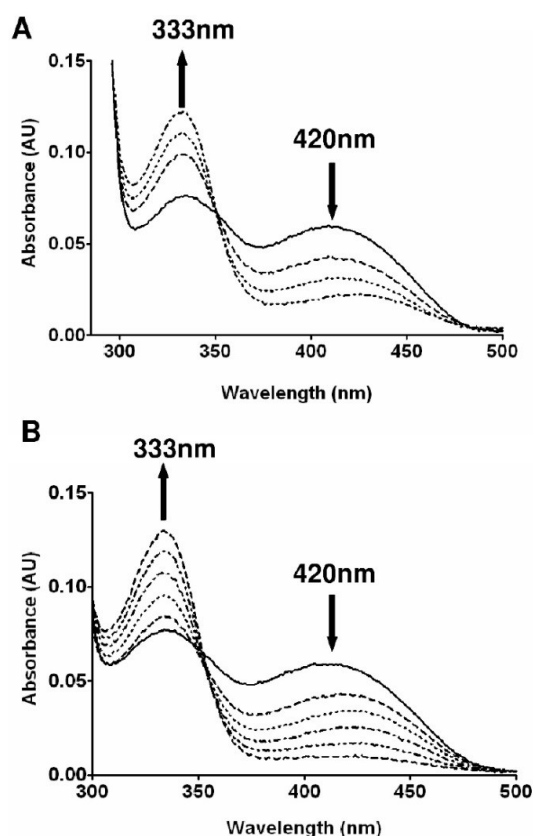 A
333nm
420nm
0.15
0.10
0.05
0.00
Absorbance (AU)
300 350 400 450 500
Wavelength (nm)
B
333nm
420nm
0.15
0.10
0.05
0.00
Absorbance (AU)
300 350 400 450 500
Wavelength (nm)